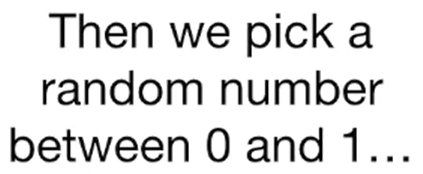 Then we pick a
random number
between 0 and 1...